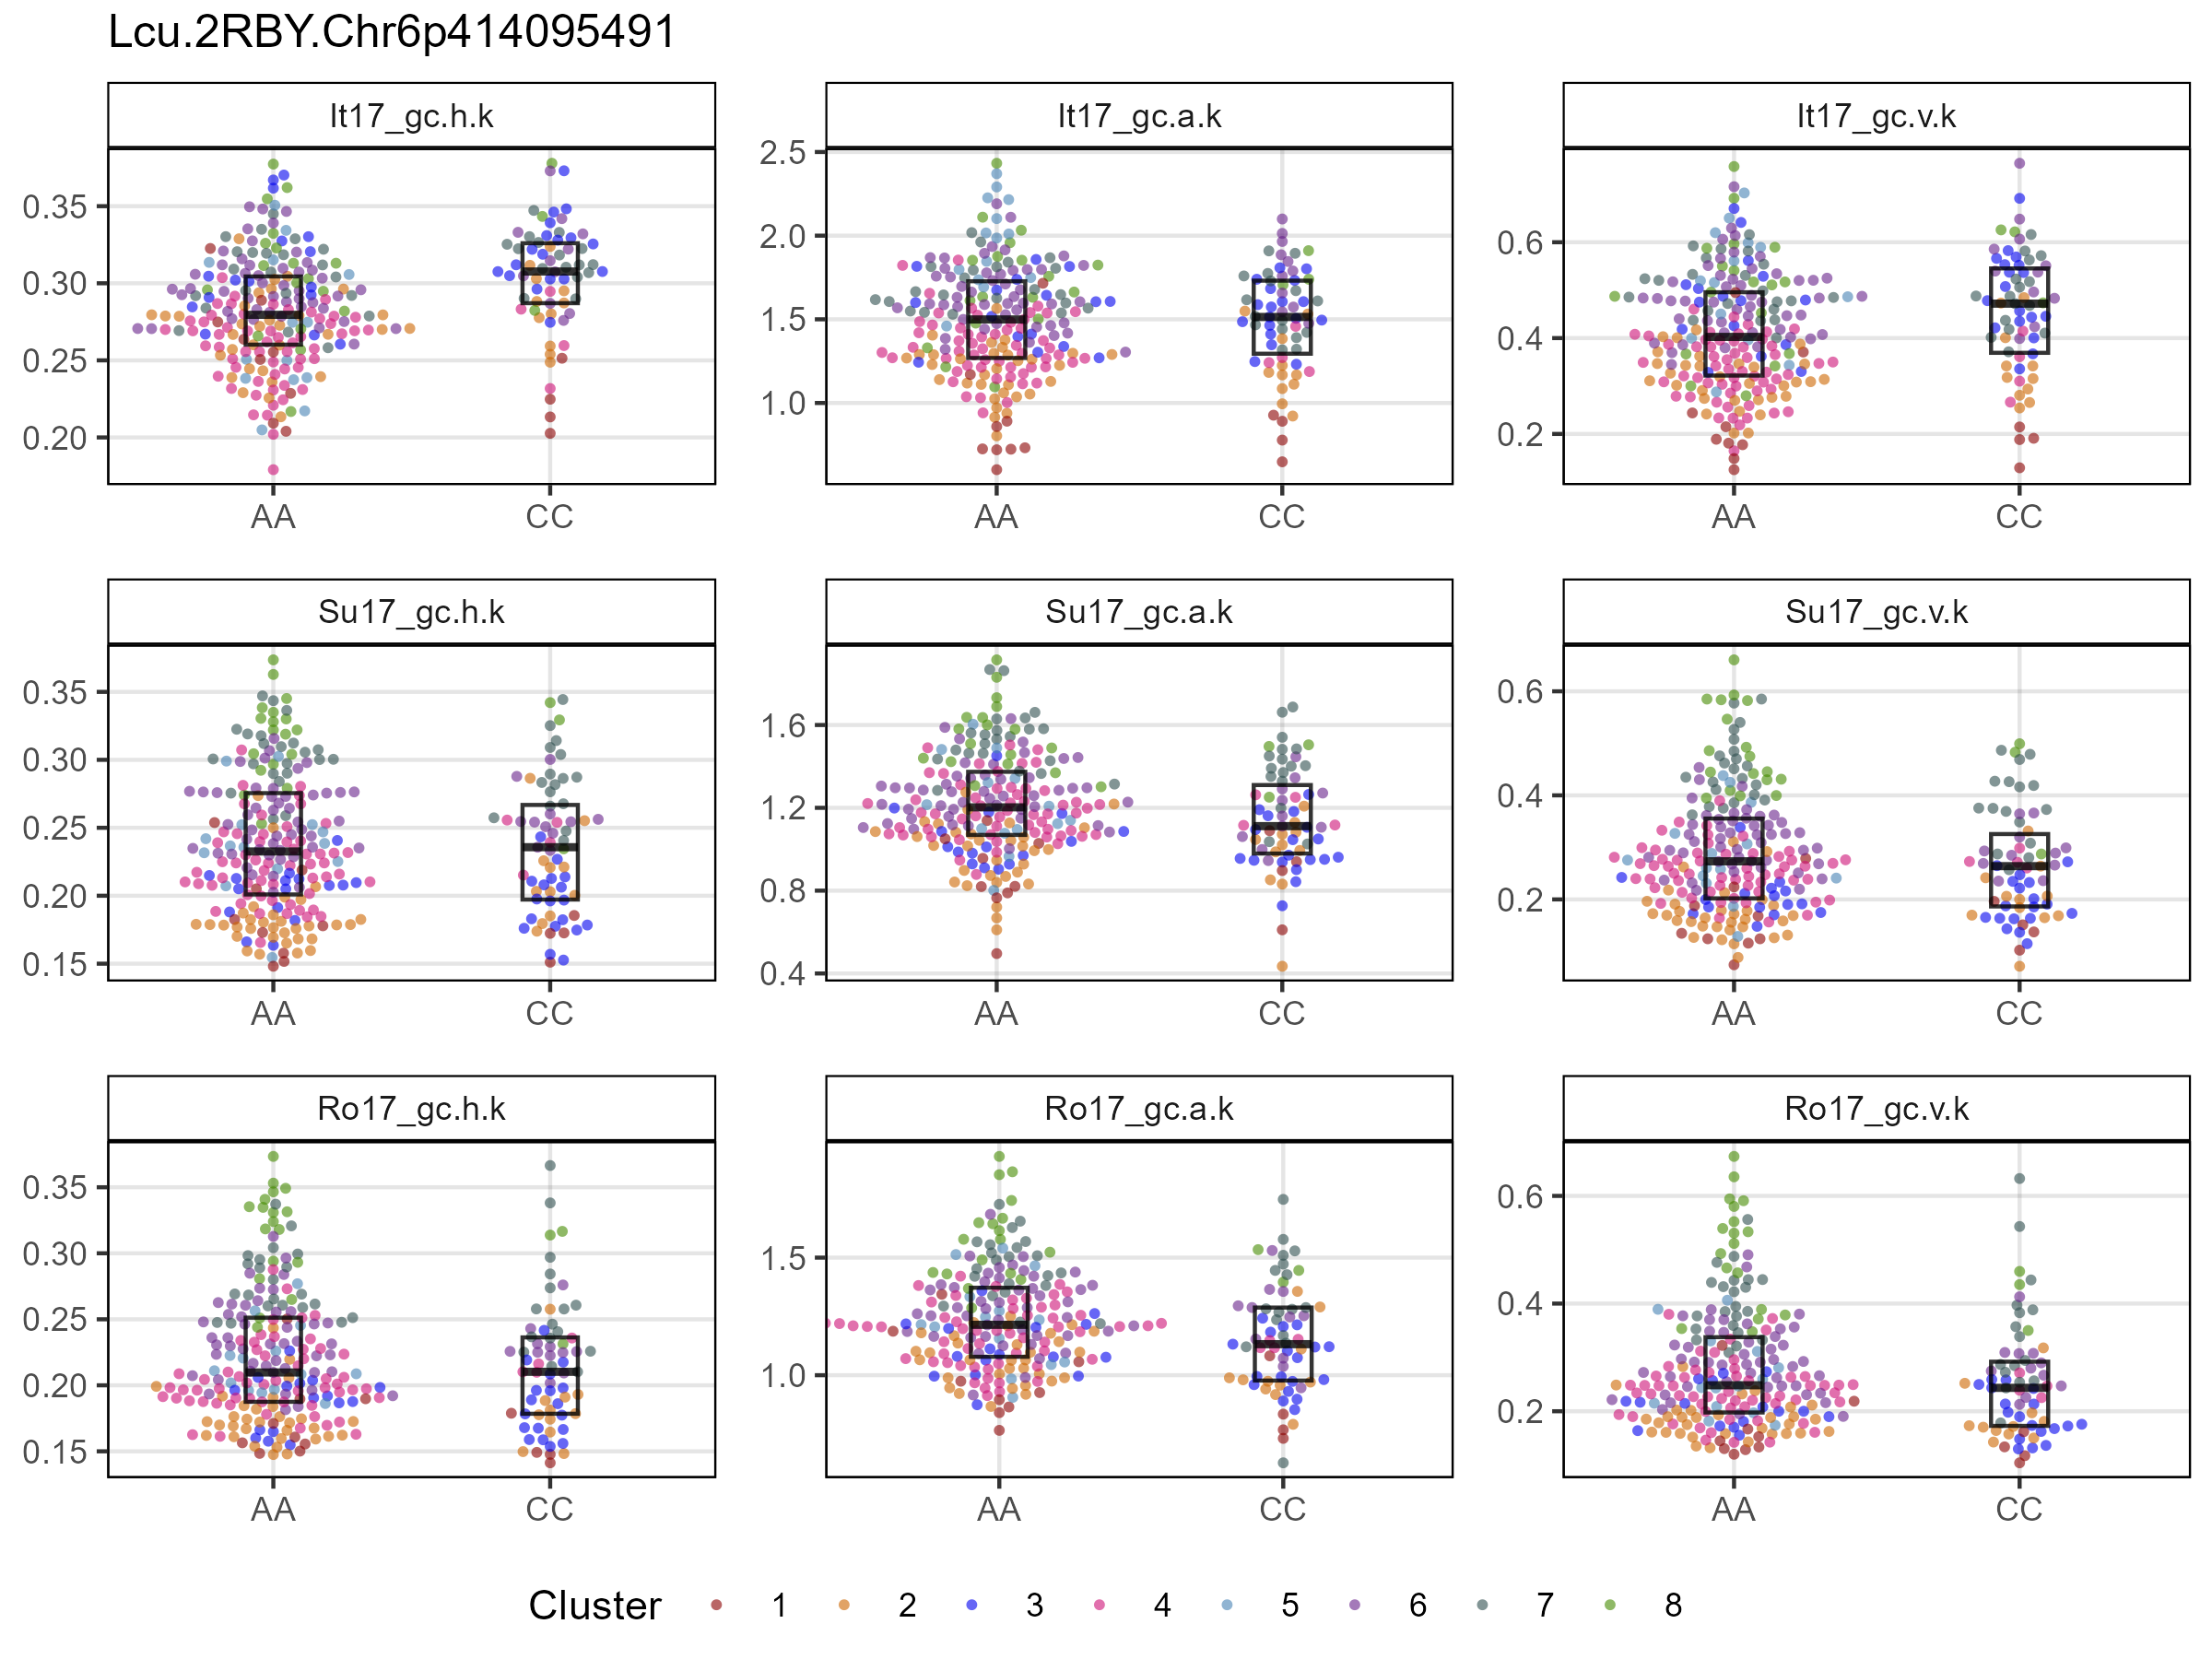 Lcu.2RBY.Chr6p414095491
It17_gc.h.k
It17_gc.a.k
It17_gc.v.k
0.35
0.30
0.25
0.20
AA
CC
2.5
2.0
1.5
1.0
AA
CC
0.6
0.4
0.2
AA
CC
Su17_gc.h.k
Su17_gc.a.k
Su17_gc.v.k
0.35
0.30
0.25
0.20
0.15
AA
CC
1.6
1.2
0.8
0.4
AA
CC
0.6
0.4
0.2
AA
CC
Ro17_gc.h.k
Ro17_gc.a.k
Ro17_gc.v.k
0.35
0.30
0.25
0.20
0.15
AA
CC
1.5
1.0
AA
CC
0.6
0.4
0.2
AA
CC
Cluster 1 2 3 4 5 6 7 8